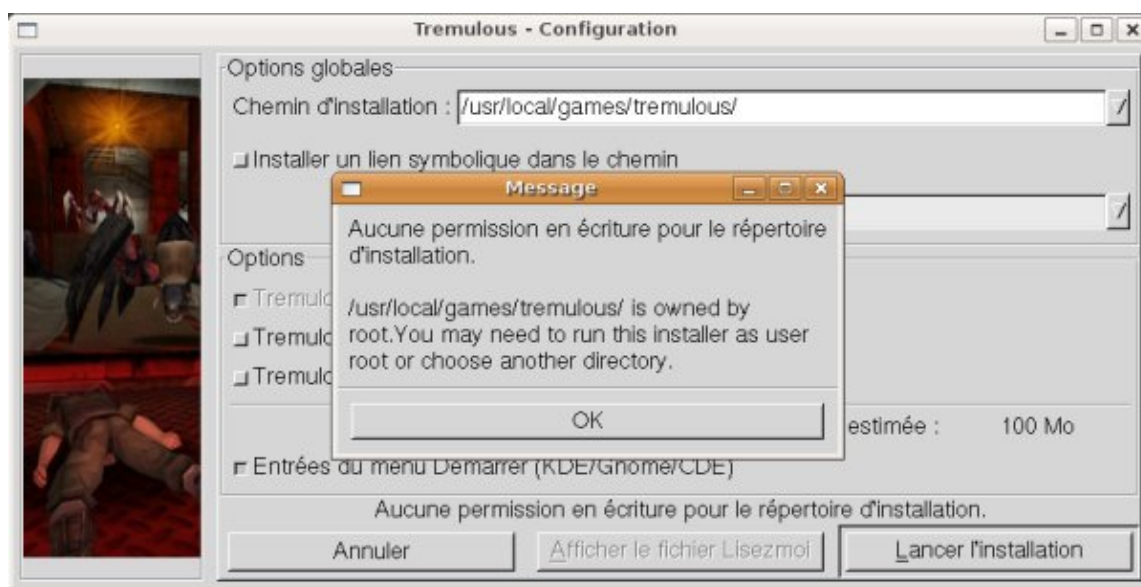 Tremulous - Configuration
Options globales
Chemin d'installation : /usr/local/games/tremulous/
Installer un lien symbolique dans le chemin
Message
Aucune permission en écriture pour le répertoire
d'installation.
/usr/local/games/tremulous/ is owned by
root.You may need to run this installer as user
root or choose another directory.
OK
Options
estimée : 100 Mo
Entrées du menu Démarrer (KDE/Gnome/CDE)
Aucune permission en écriture pour le répertoire d'installation.
Annuler
Afficher le fichier Lisezmoi
Lancer l'installation